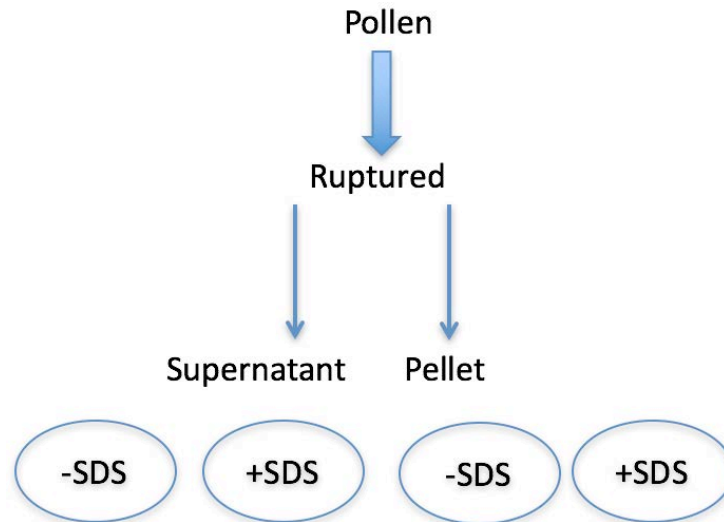 Pollen
Ruptured
Supernatant Pellet
-SDS +SDS -SDS +SDS